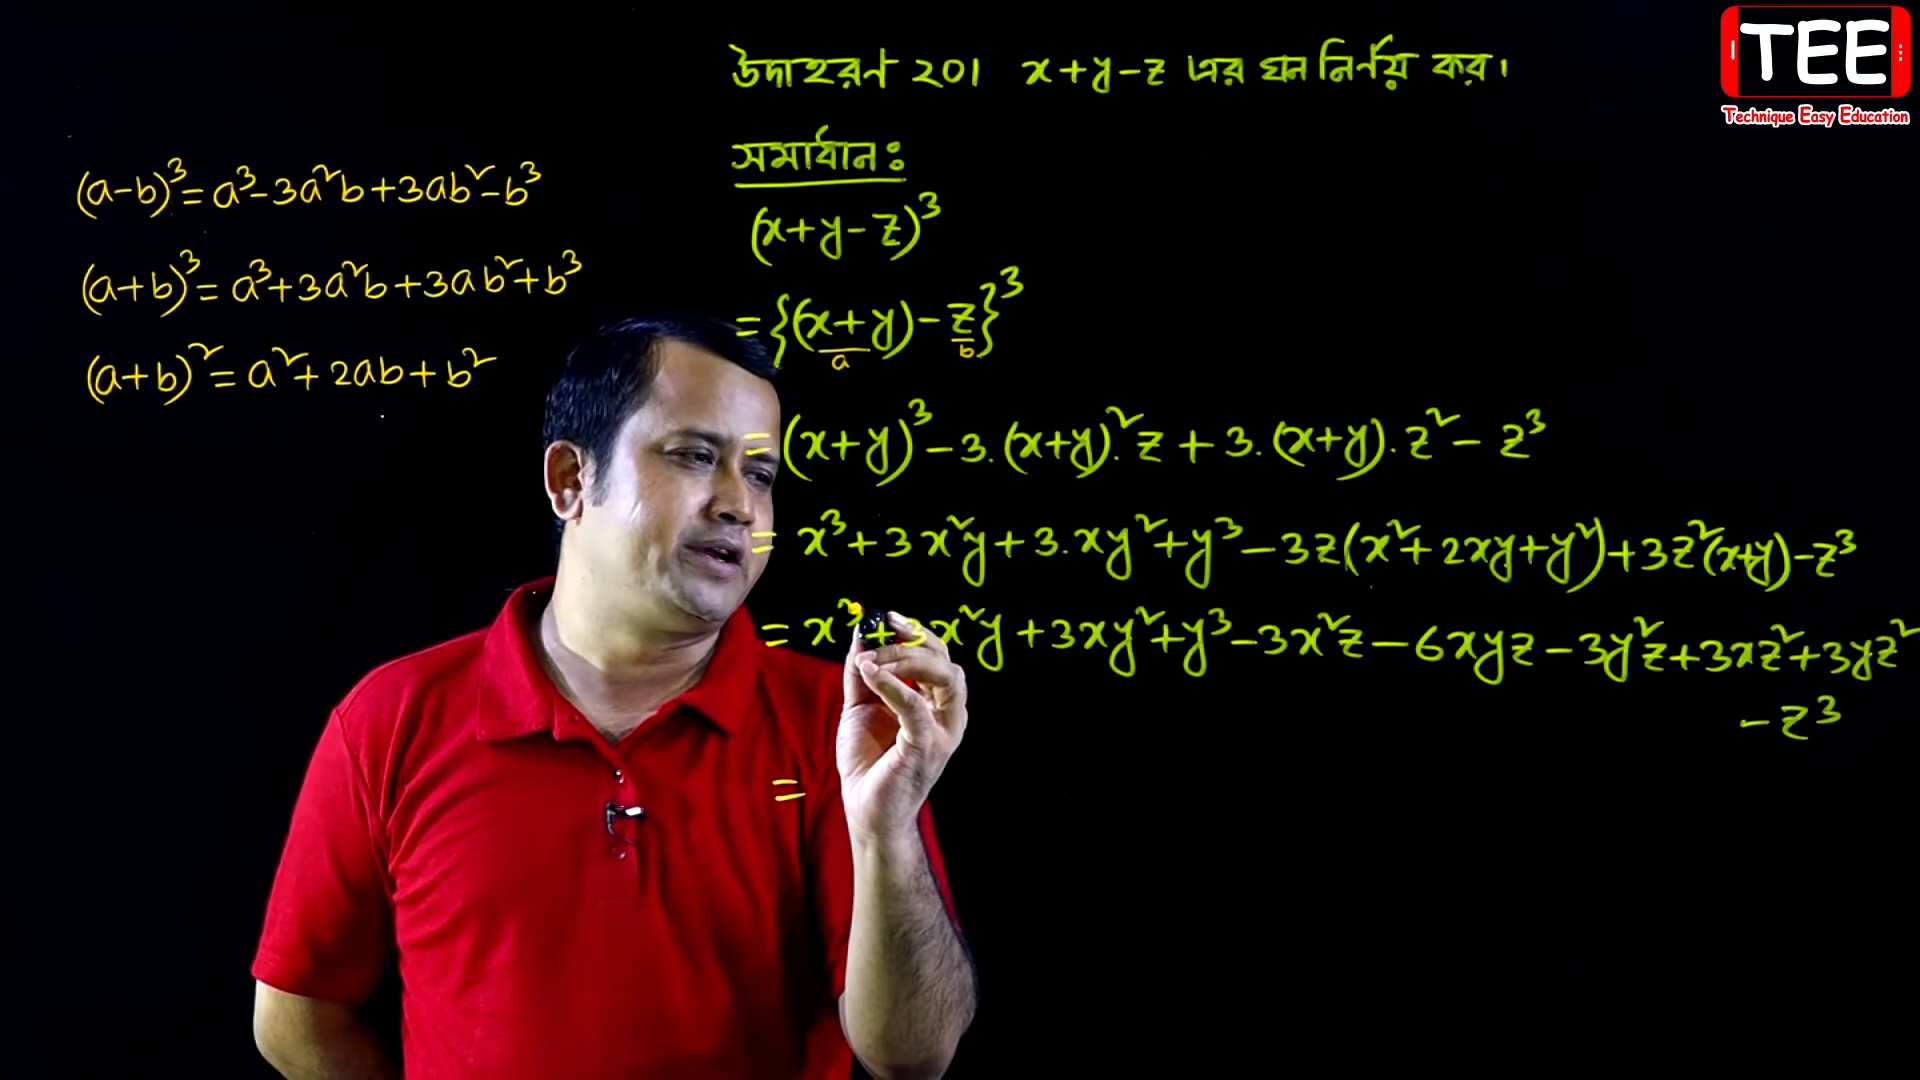 TEE
Technique Easy Education
উদাহরণ ২০। x+y-z এর ঘন নির্ণয় কর।
সমাধানঃ
(x+y-z)³
={(x+y)-z}³
a b
=(x+y)³-3.(x+y)².z+3.(x+y).z²-z³
=x³+3x²y+3.xy²+y³-3z(x²+2xy+y²)+3z²(x+y)-z³
=x³+3x²y+3xy²+y³-3x²z-6xyz-3y²z+3xz²+3yz²
-z³
=
(a-b)³=a³-3a²b+3ab²-b³
(a+b)³=a³+3a²b+3ab²+b³
(a+b)²=a²+2ab+b²